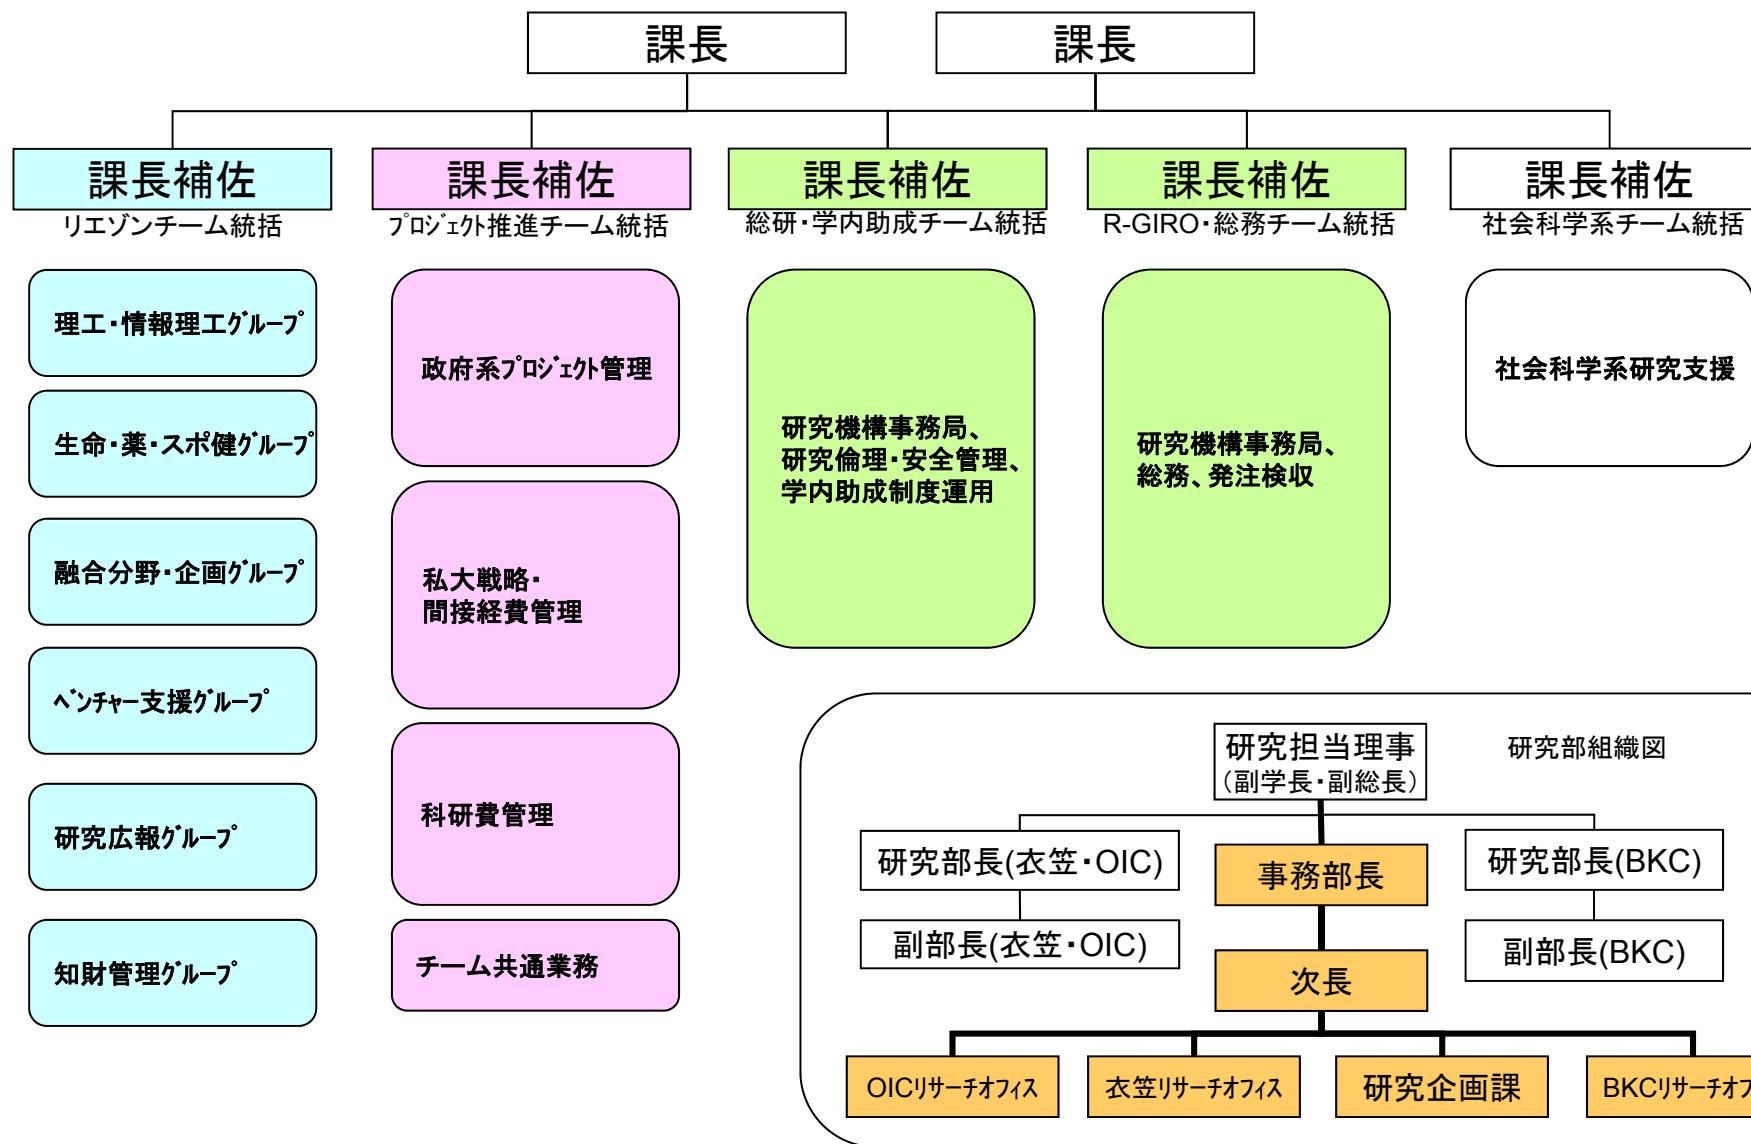 課長
課長
課長補佐
リエゾンチーム統括
課長補佐
ﾌﾟﾛｼﾞｪｸﾄ推進チーム統括
課長補佐
総研・学内助成チーム統括
課長補佐
R-GIRO・総務チーム統括
課長補佐
社会科学系チーム統括
理工・情報理工ｸﾞﾙｰﾌﾟ
生命・薬・スポ健ｸﾞﾙｰﾌﾟ
融合分野・企画ｸﾞﾙｰﾌﾟ
ﾍﾞﾝﾁｬｰ支援ｸﾞﾙｰﾌﾟ
研究広報ｸﾞﾙｰﾌﾟ
知財管理ｸﾞﾙｰﾌﾟ
政府系ﾌﾟﾛｼﾞｪｸﾄ管理
私大戦略・
間接経費管理
科研費管理
チーム共通業務
研究機構事務局、
研究倫理・安全管理、
学内助成制度運用
研究機構事務局、
総務、発注検収
社会科学系研究支援
研究部組織図
研究担当理事
（副学長・副総長）
研究部長(衣笠・OIC)
事務部長
研究部長(BKC)
副部長(衣笠・OIC)
次長
副部長(BKC)
OICﾘｻｰﾁｵﾌｨｽ
衣笠ﾘｻｰﾁｵﾌｨｽ
研究企画課
BKCﾘｻｰﾁｵﾌ